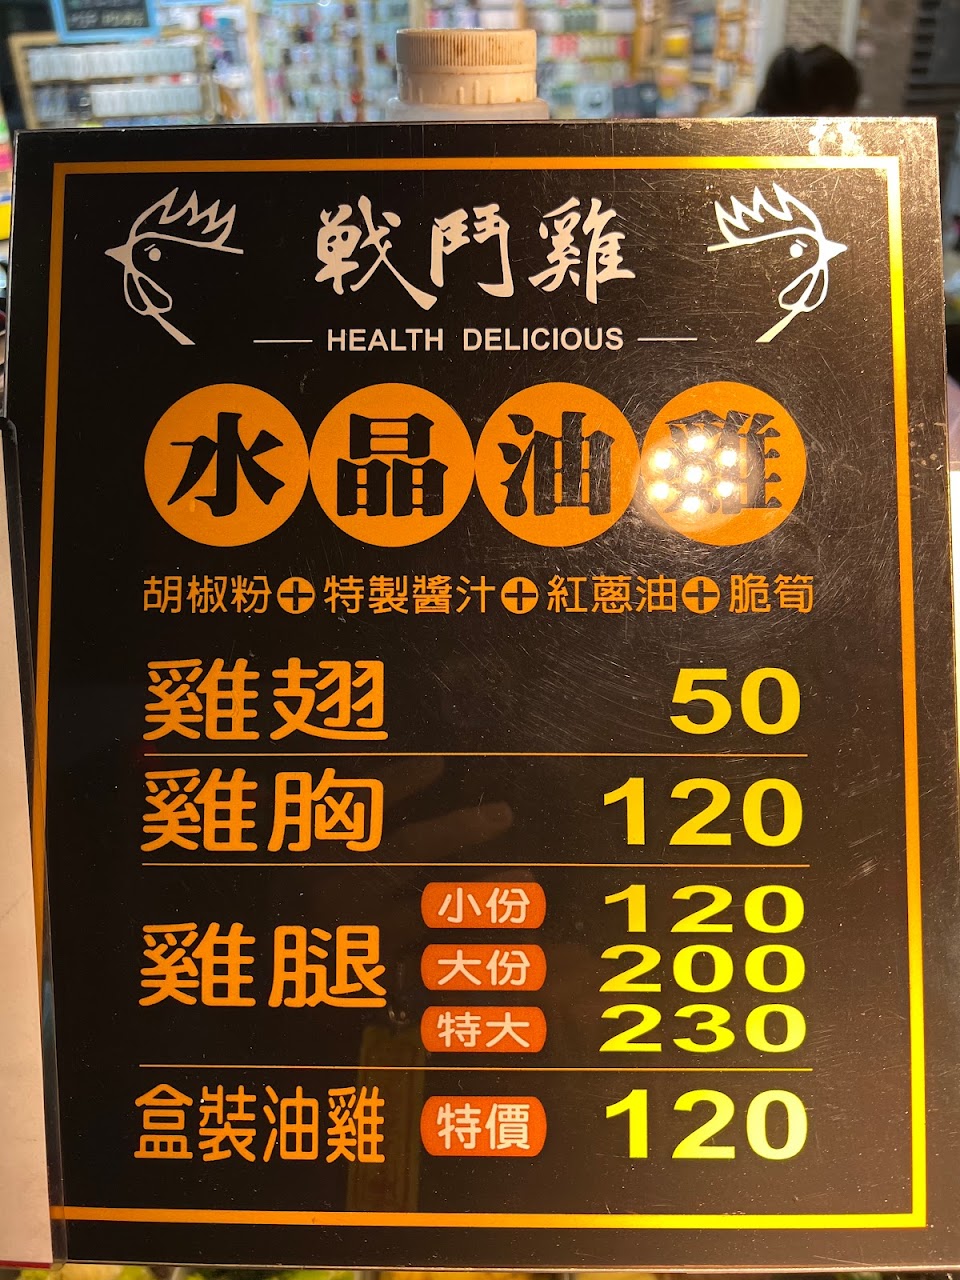 戦鬥雞
HEALTH DELICIOUS
水晶油雞
胡椒粉+特製醬汁+紅蔥油+脆筍
雞翅 50
雞胸 120
雞腿 小份 120
大份 200
特大 230
盒裝油雞 特價 120